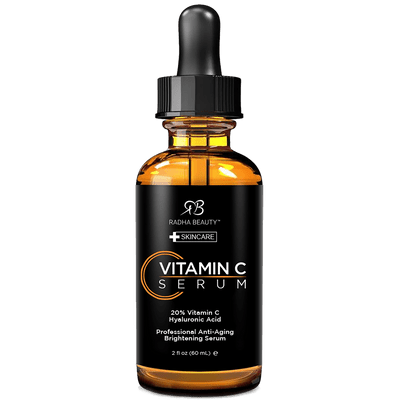 RB
RADHA BEAUTY™
+SKINCARE
VITAMIN C
SERUM
20% Vitamin C
Hyaluronic Acid
Professional Anti-Aging
Brightening Serum
2 fl oz (60 mL) ℮